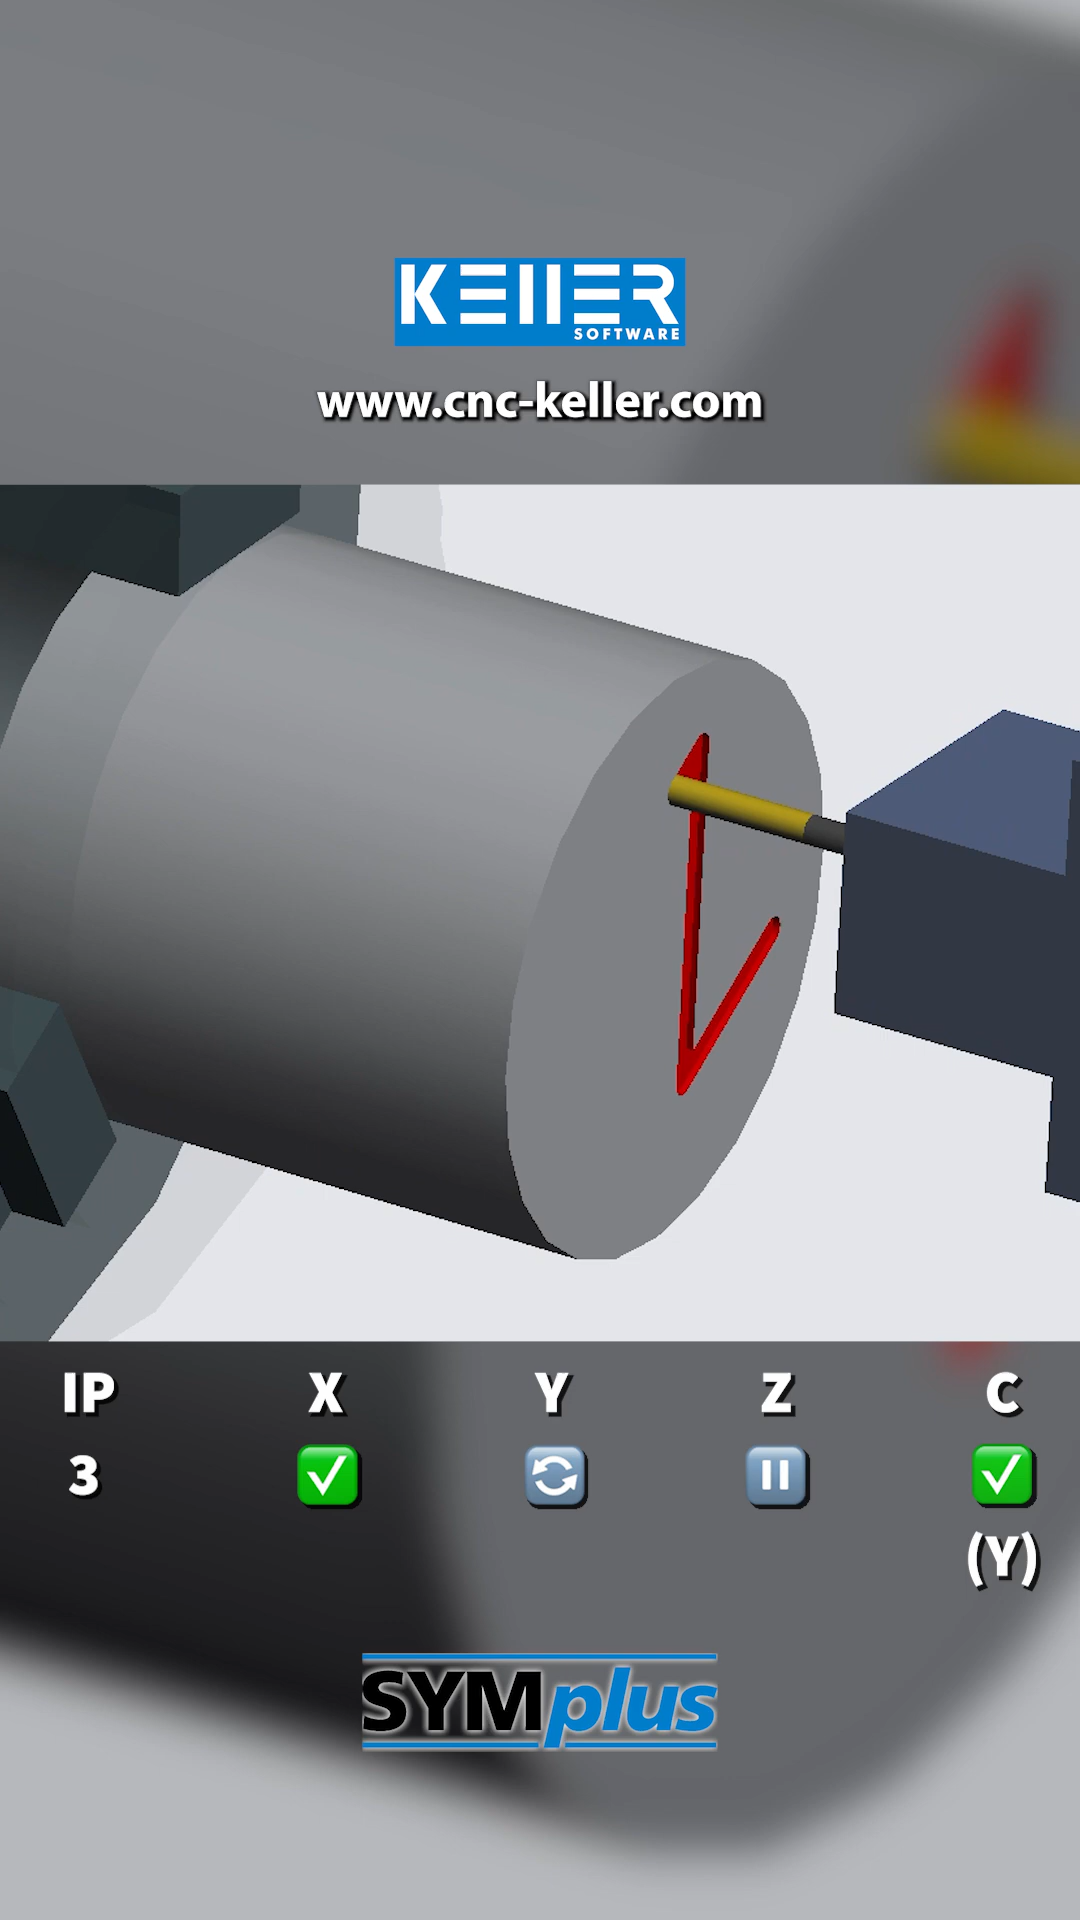 KELLER
SOFTWARE
www.cnc-keller.com
IP X Y Z C
3
(Y)
SYMplus